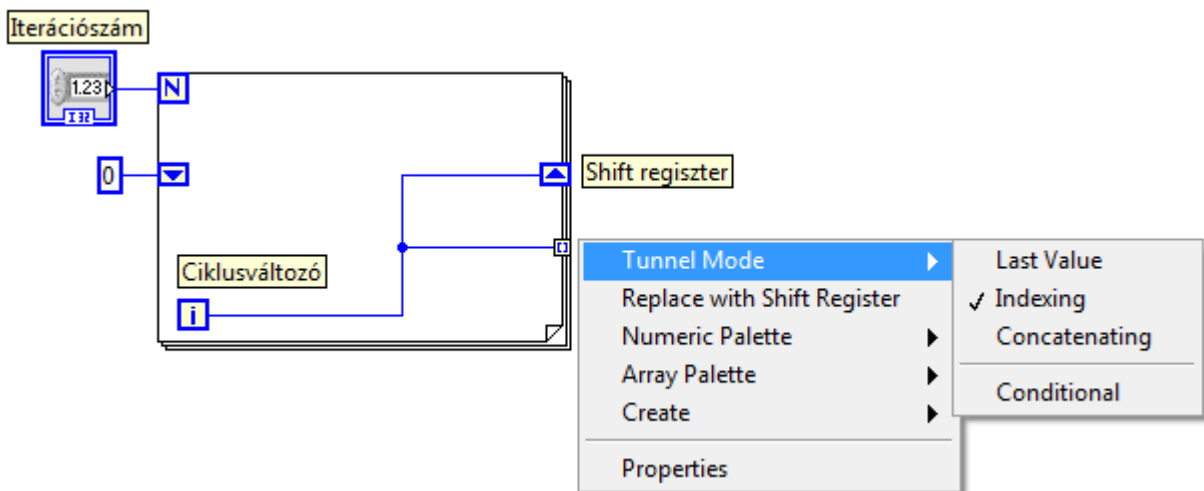 Iterációszám
1.23
I32
N
0
Shift regiszter
Ciklusváltozó
i
Tunnel Mode
Replace with Shift Register
Numeric Palette
Array Palette
Create
Properties
Last Value
✓ Indexing
Concatenating
Conditional